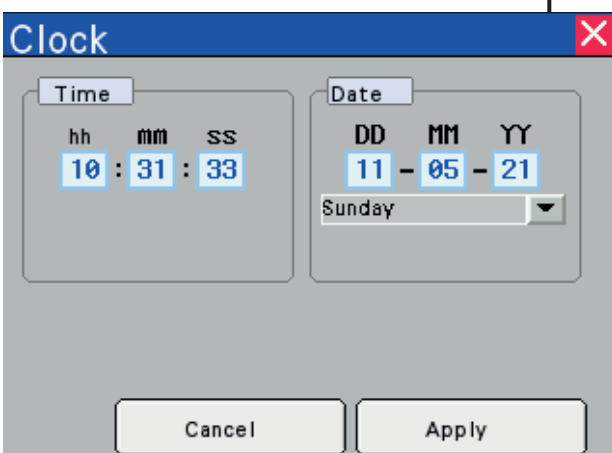 Clock
Time
hh mm ss
10 : 31 : 33
Date
DD MM YY
11 - 05 - 21
Sunday
Cancel
Apply